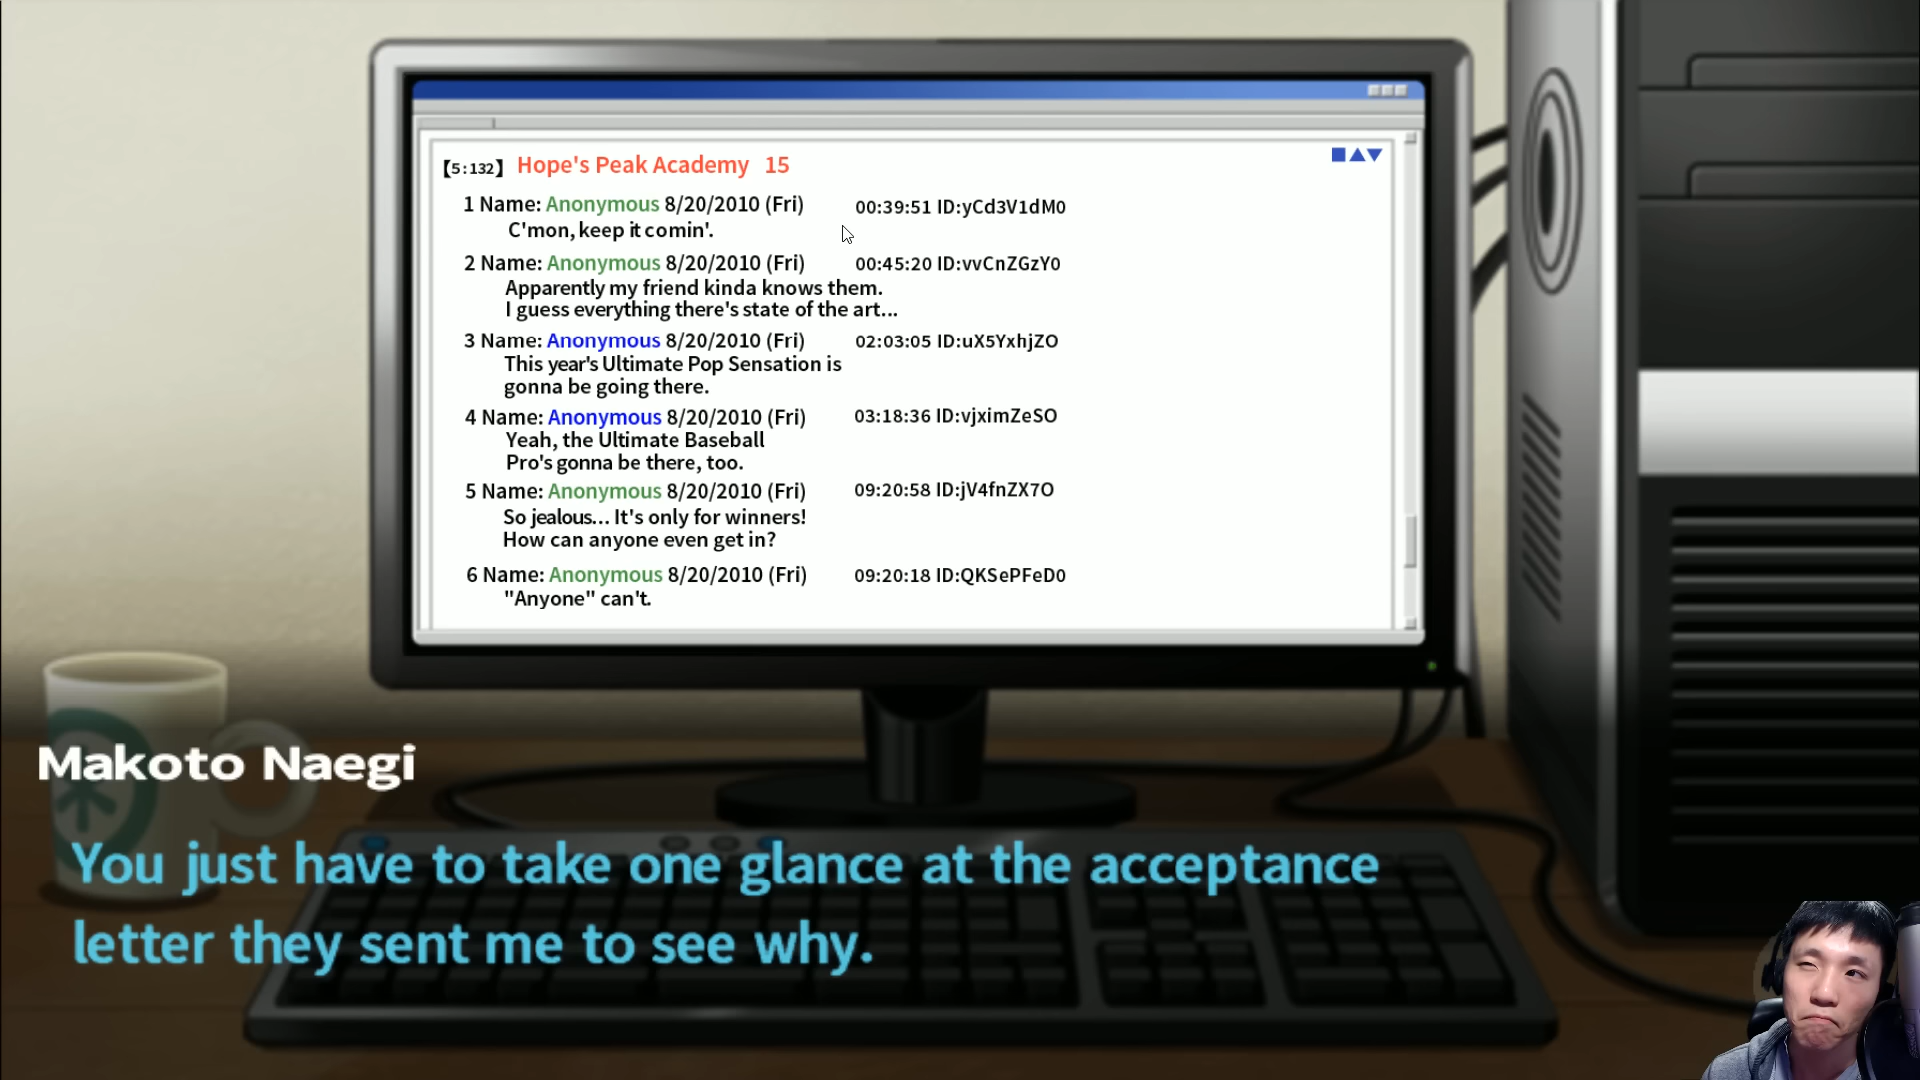 【5:132】 Hope's Peak Academy 15
1 Name: Anonymous 8/20/2010 (Fri) 00:39:51 ID:yCd3V1dM0
C'mon, keep it comin'.
2 Name: Anonymous 8/20/2010 (Fri) 00:45:20 ID:vvCnZGzY0
Apparently my friend kinda knows them.
I guess everything there's state of the art...
3 Name: Anonymous 8/20/2010 (Fri) 02:03:05 ID:uX5YxhjZO
This year's Ultimate Pop Sensation is
gonna be going there.
4 Name: Anonymous 8/20/2010 (Fri) 03:18:36 ID:vjximZeSO
Yeah, the Ultimate Baseball
Pro's gonna be there, too.
5 Name: Anonymous 8/20/2010 (Fri) 09:20:58 ID:jV4fnZX7O
So jealous... It's only for winners!
How can anyone even get in?
6 Name: Anonymous 8/20/2010 (Fri) 09:20:18 ID:QKSePFeD0
"Anyone" can't.
Makoto Naegi
You just have to take one glance at the acceptance
letter they sent me to see why.